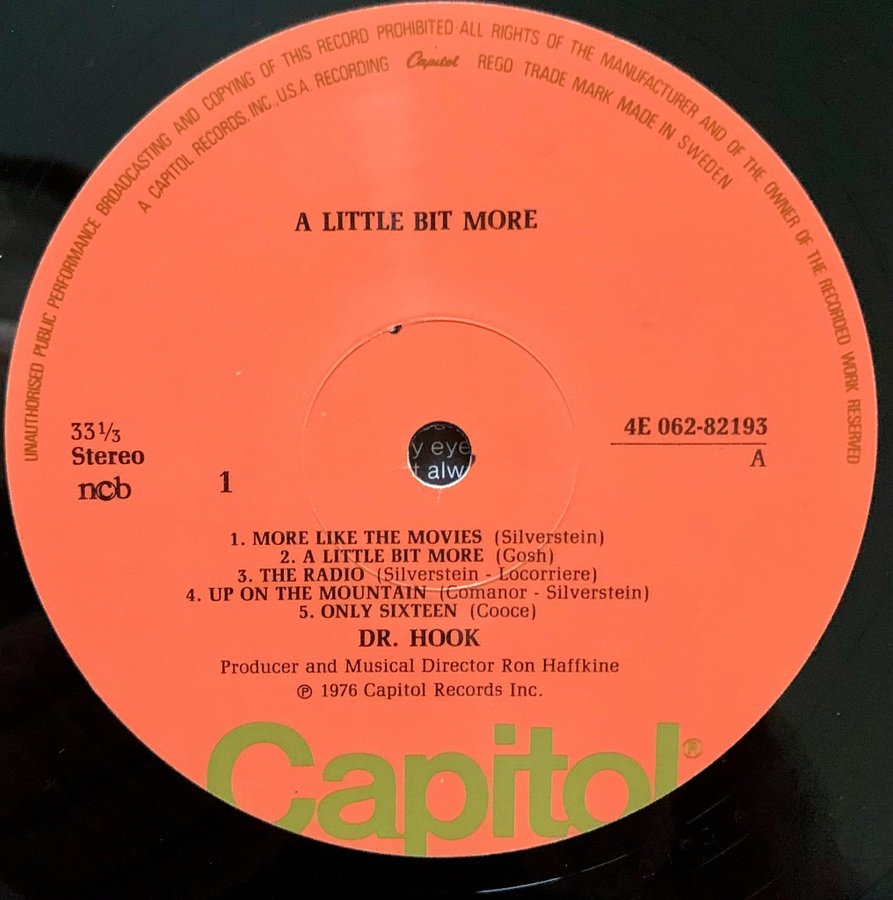 UNAUTHORISED PUBLIC PERFORMANCE BROADCASTING AND COPYING OF THIS RECORD PROHIBITED·ALL RIGHTS OF THE MANUFACTURER AND OF THE OWNER OF THE RECORDED WORK RESERVED
A CAPITOL RECORDS, INC., U.S.A. RECORDING Capitol REGD. TRADE MARK MADE IN SWEDEN
A LITTLE BIT MORE
33 1/3
Stereo
ncb
1
4E 062-82193
A
y eye
t alw
1. MORE LIKE THE MOVIES (Silverstein)
2. A LITTLE BIT MORE (Gosh)
3. THE RADIO (Silverstein - Locorriere)
4. UP ON THE MOUNTAIN (Comanor - Silverstein)
5. ONLY SIXTEEN (Cooce)
DR. HOOK
Producer and Musical Director Ron Haffkine
℗ 1976 Capitol Records Inc.
Capitol